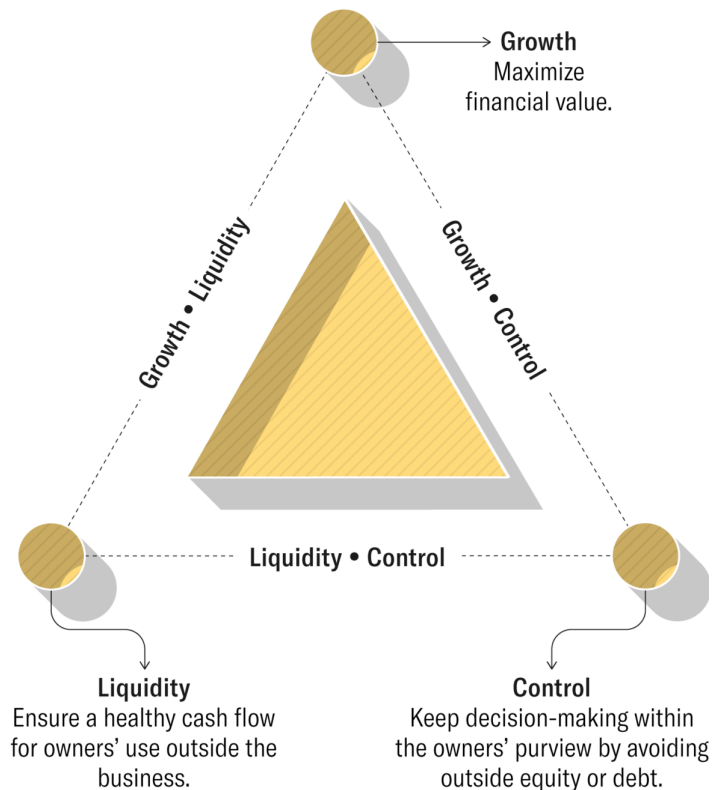 Growth
Maximize
financial value.
Growth • Liquidity
Growth • Control
Liquidity • Control
Liquidity
Ensure a healthy cash flow
for owners’ use outside the
business.
Control
Keep decision-making within
the owners’ purview by avoiding
outside equity or debt.